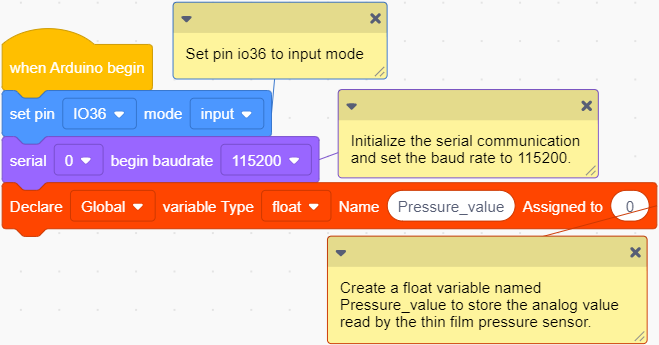 when Arduino begin
Set pin io36 to input mode
set pin IO36 mode input
serial 0 begin baudrate 115200
Initialize the serial communication
and set the baud rate to 115200.
Declare Global variable Type float Name Pressure_value Assigned to 0
Create a float variable named
Pressure_value to store the analog value
read by the thin film pressure sensor.